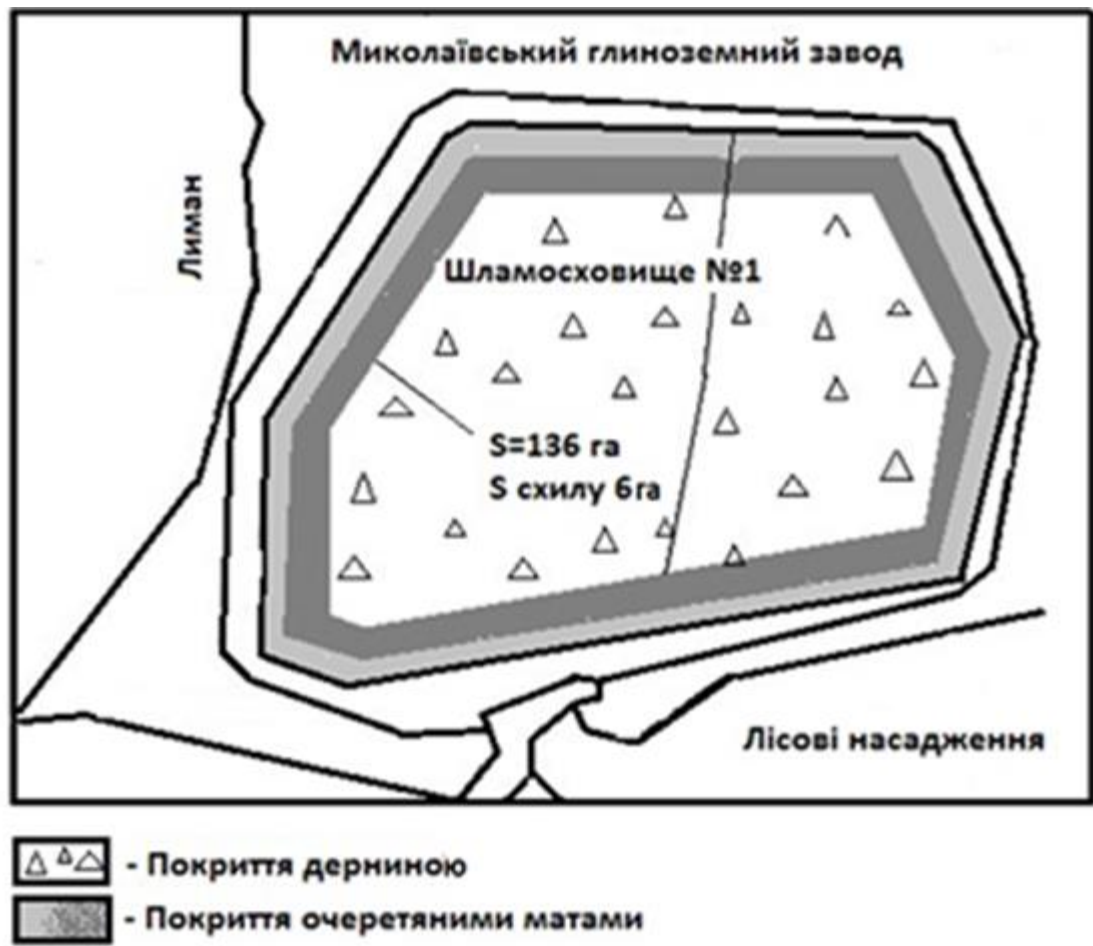 Миколаївський глиноземний завод
Лиман
Шламосховище №1
S=136 га
S схилу 6га
Лісові насадження
- Покриття дерниною
- Покриття очеретяними матами